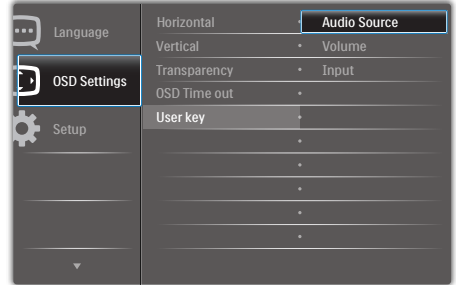 Language
OSD Settings
Setup
Horizontal
Vertical
Transparency
OSD Time out
User key
Audio Source
Volume
Input